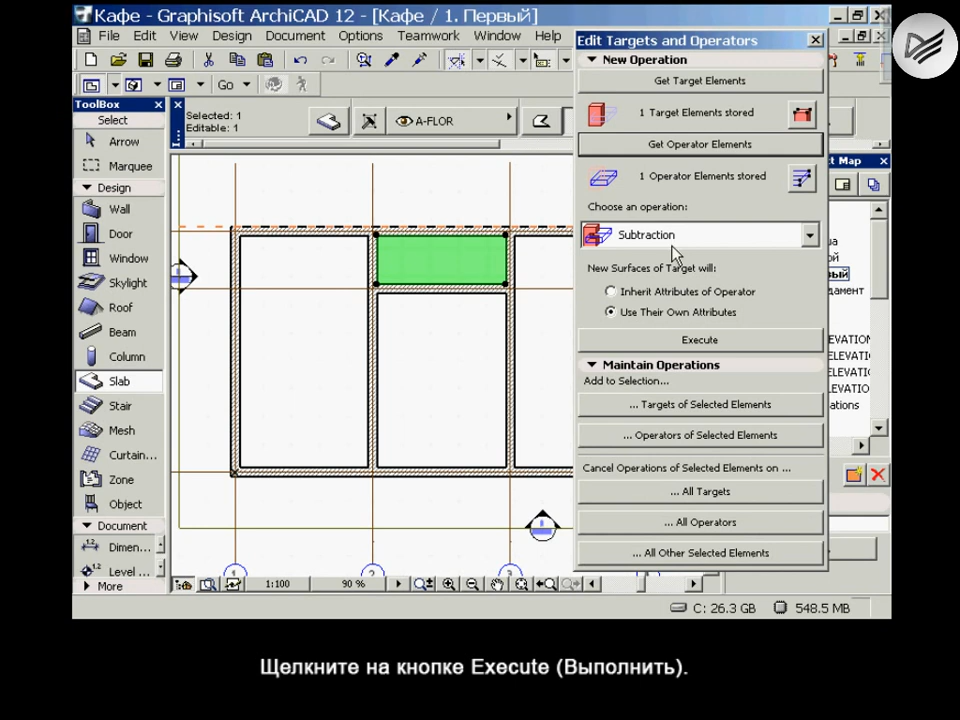 Кафе - Graphisoft ArchiCAD 12 - [Кафе / 1. Первый]
File Edit View Design Document Options Teamwork Window Help
Go
ToolBox
Select
Arrow
Marquee
Design
Wall
Door
Window
Skylight
Roof
Beam
Column
Slab
Stair
Mesh
Curtain...
Zone
Object
Document
Dimen...
Level ...
More
Selected: 1
Editable: 1
A-FLOR
1:100
90 %
Edit Targets and Operators
New Operation
Get Target Elements
1 Target Elements stored
Get Operator Elements
1 Operator Elements stored
Choose an operation:
Subtraction
New Surfaces of Target will:
Inherit Attributes of Operator
Use Their Own Attributes
Execute
Maintain Operations
Add to Selection...
... Targets of Selected Elements
... Operators of Selected Elements
Cancel Operations of Selected Elements on ...
... All Targets
... All Operators
... All Other Selected Elements
ct Map
дамент
EVATION
ELEVATI
ELEVATI
ELEVATIO
ations
C: 26.3 GB
548.5 MB
Щелкните на кнопке Execute (Выполнить).